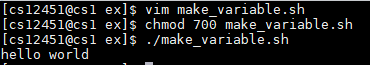 [cs12451@cs1 ex]$ vim make_variable.sh
[cs12451@cs1 ex]$ chmod 700 make_variable.sh
[cs12451@cs1 ex]$ ./make_variable.sh
hello world